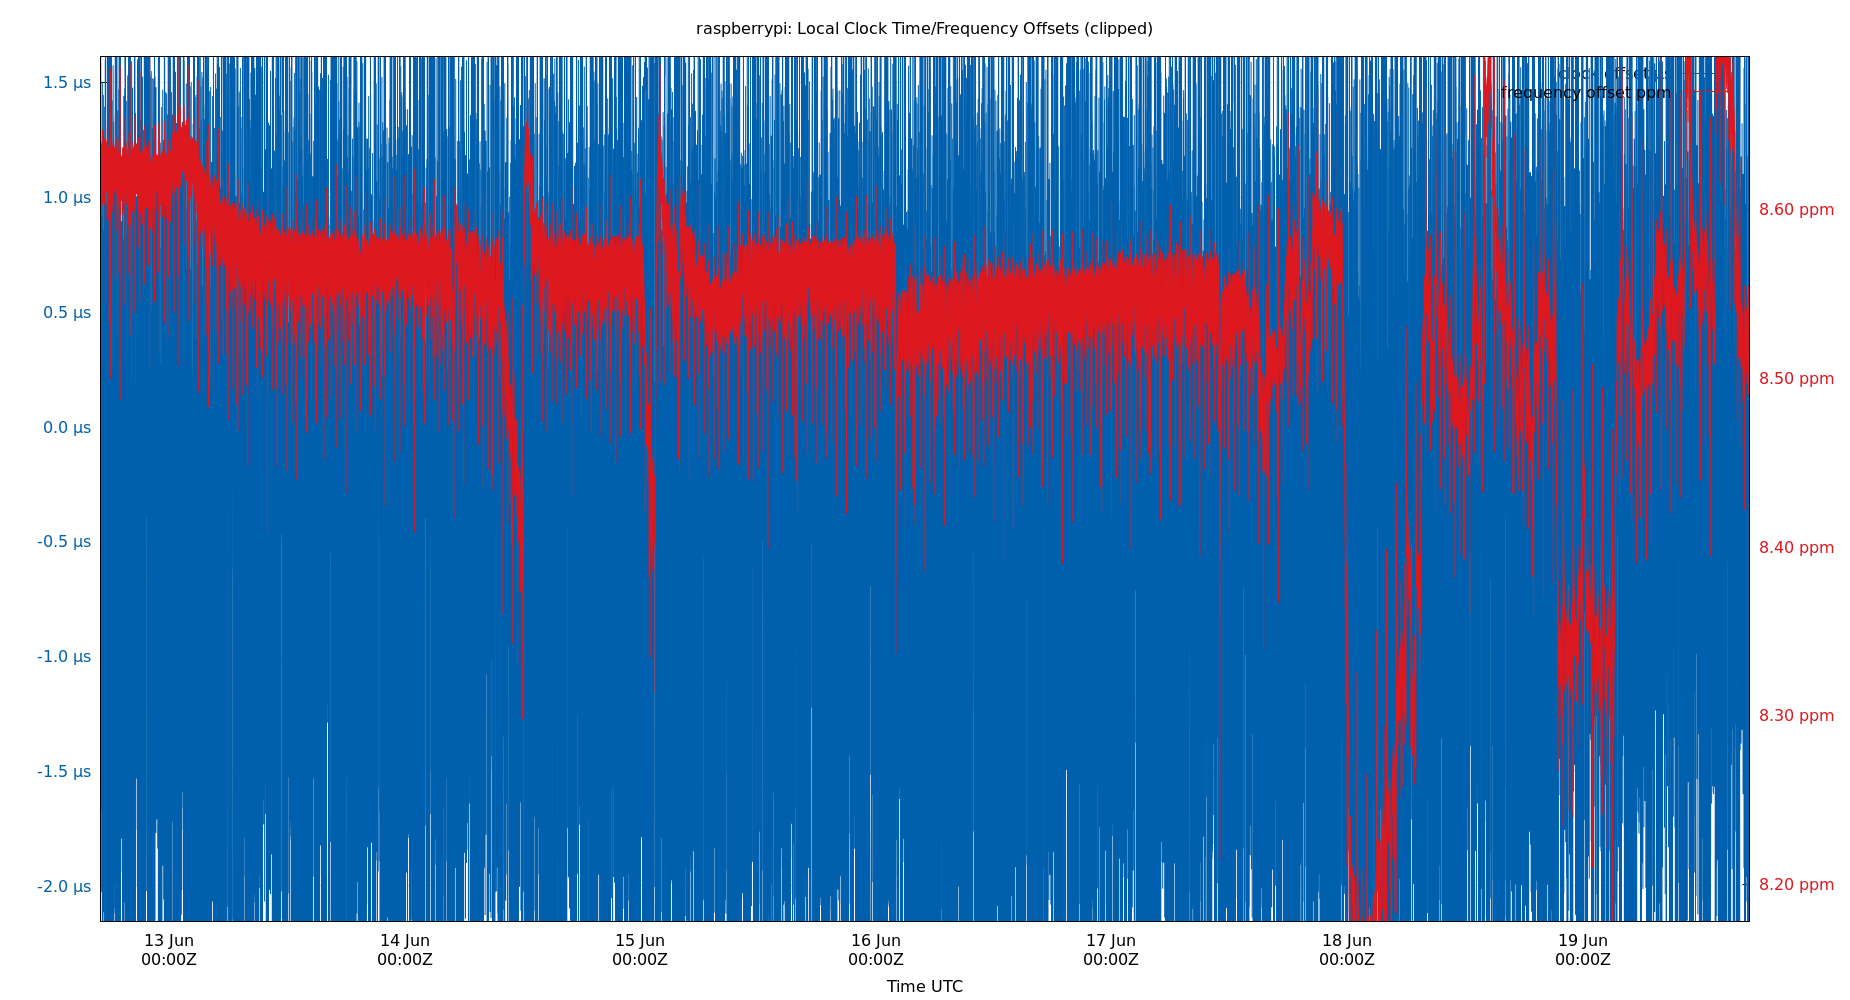 raspberrypi: Local Clock Time/Frequency Offsets (clipped)
clock offset µs
frequency offset ppm
1.5 µs
1.0 µs
0.5 µs
0.0 µs
-0.5 µs
-1.0 µs
-1.5 µs
-2.0 µs
8.60 ppm
8.50 ppm
8.40 ppm
8.30 ppm
8.20 ppm
13 Jun
00:00Z
14 Jun
00:00Z
15 Jun
00:00Z
16 Jun
00:00Z
17 Jun
00:00Z
18 Jun
00:00Z
19 Jun
00:00Z
Time UTC